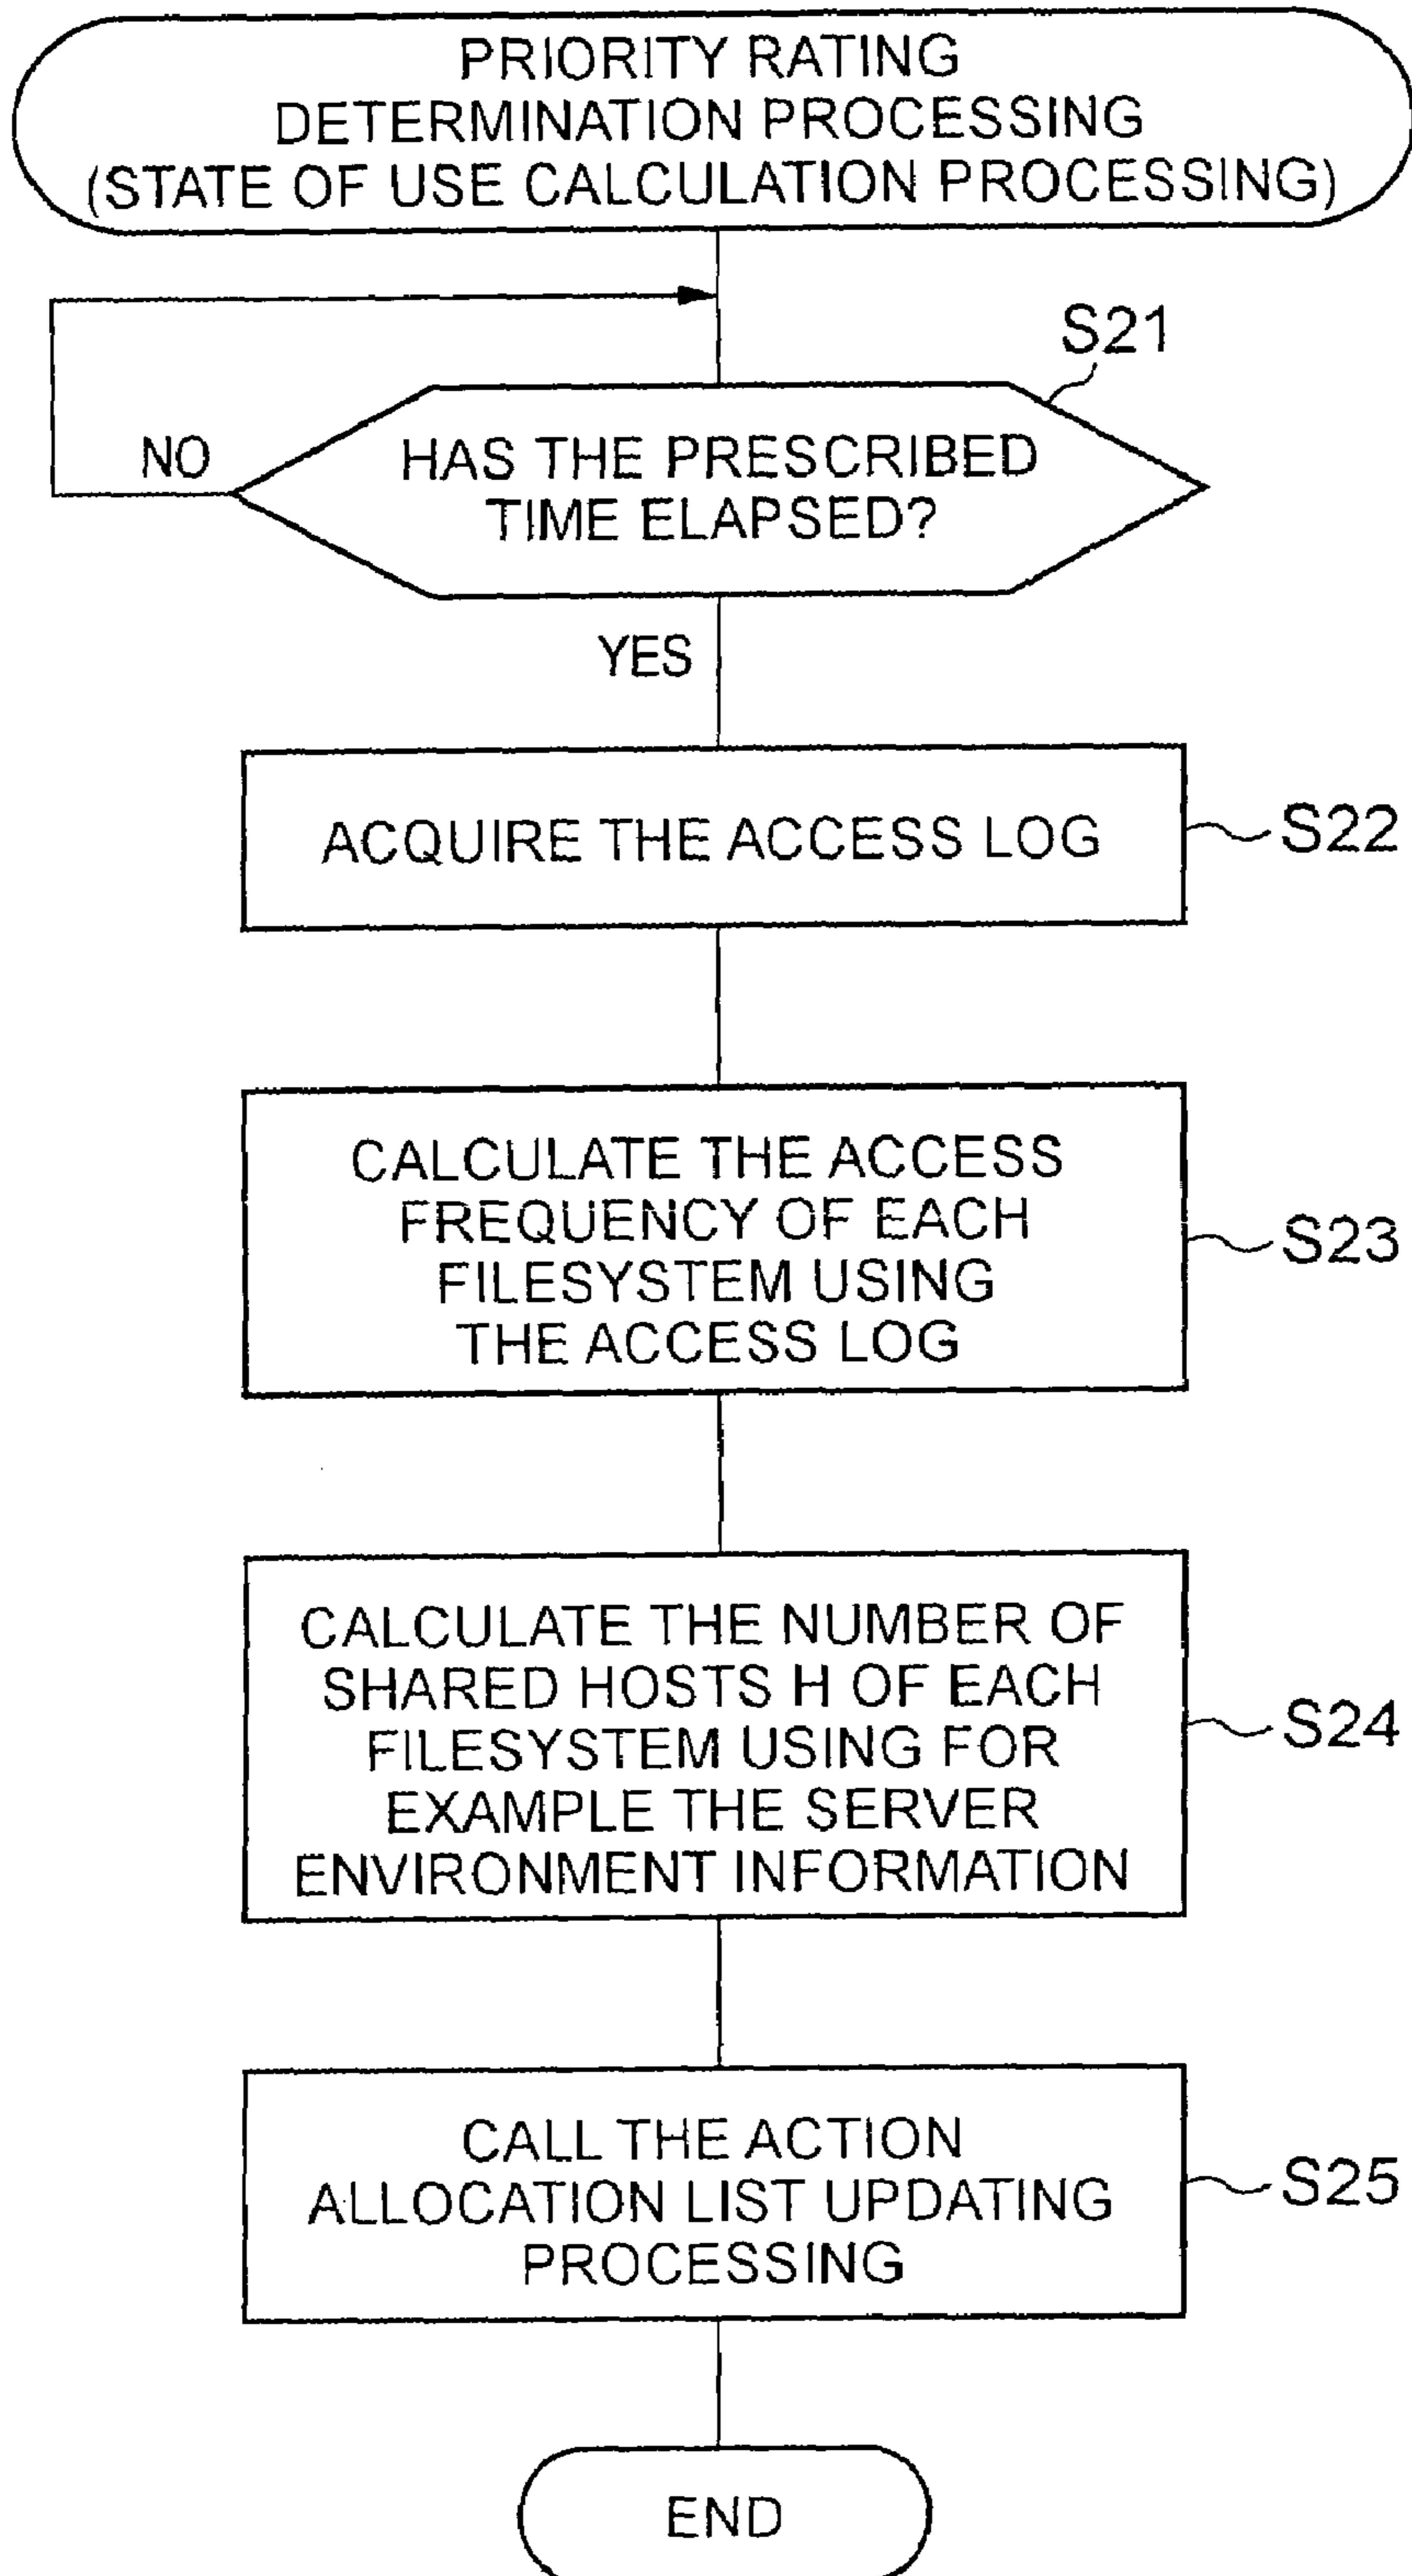 PRIORITY RATING
DETERMINATION PROCESSING
(STATE OF USE CALCULATION PROCESSING)
S21
NO
HAS THE PRESCRIBED
TIME ELAPSED?
YES
ACQUIRE THE ACCESS LOG
S22
CALCULATE THE ACCESS
FREQUENCY OF EACH
FILESYSTEM USING
THE ACCESS LOG
S23
CALCULATE THE NUMBER OF
SHARED HOSTS H OF EACH
FILESYSTEM USING FOR
EXAMPLE THE SERVER
ENVIRONMENT INFORMATION
S24
CALL THE ACTION
ALLOCATION LIST UPDATING
PROCESSING
S25
END